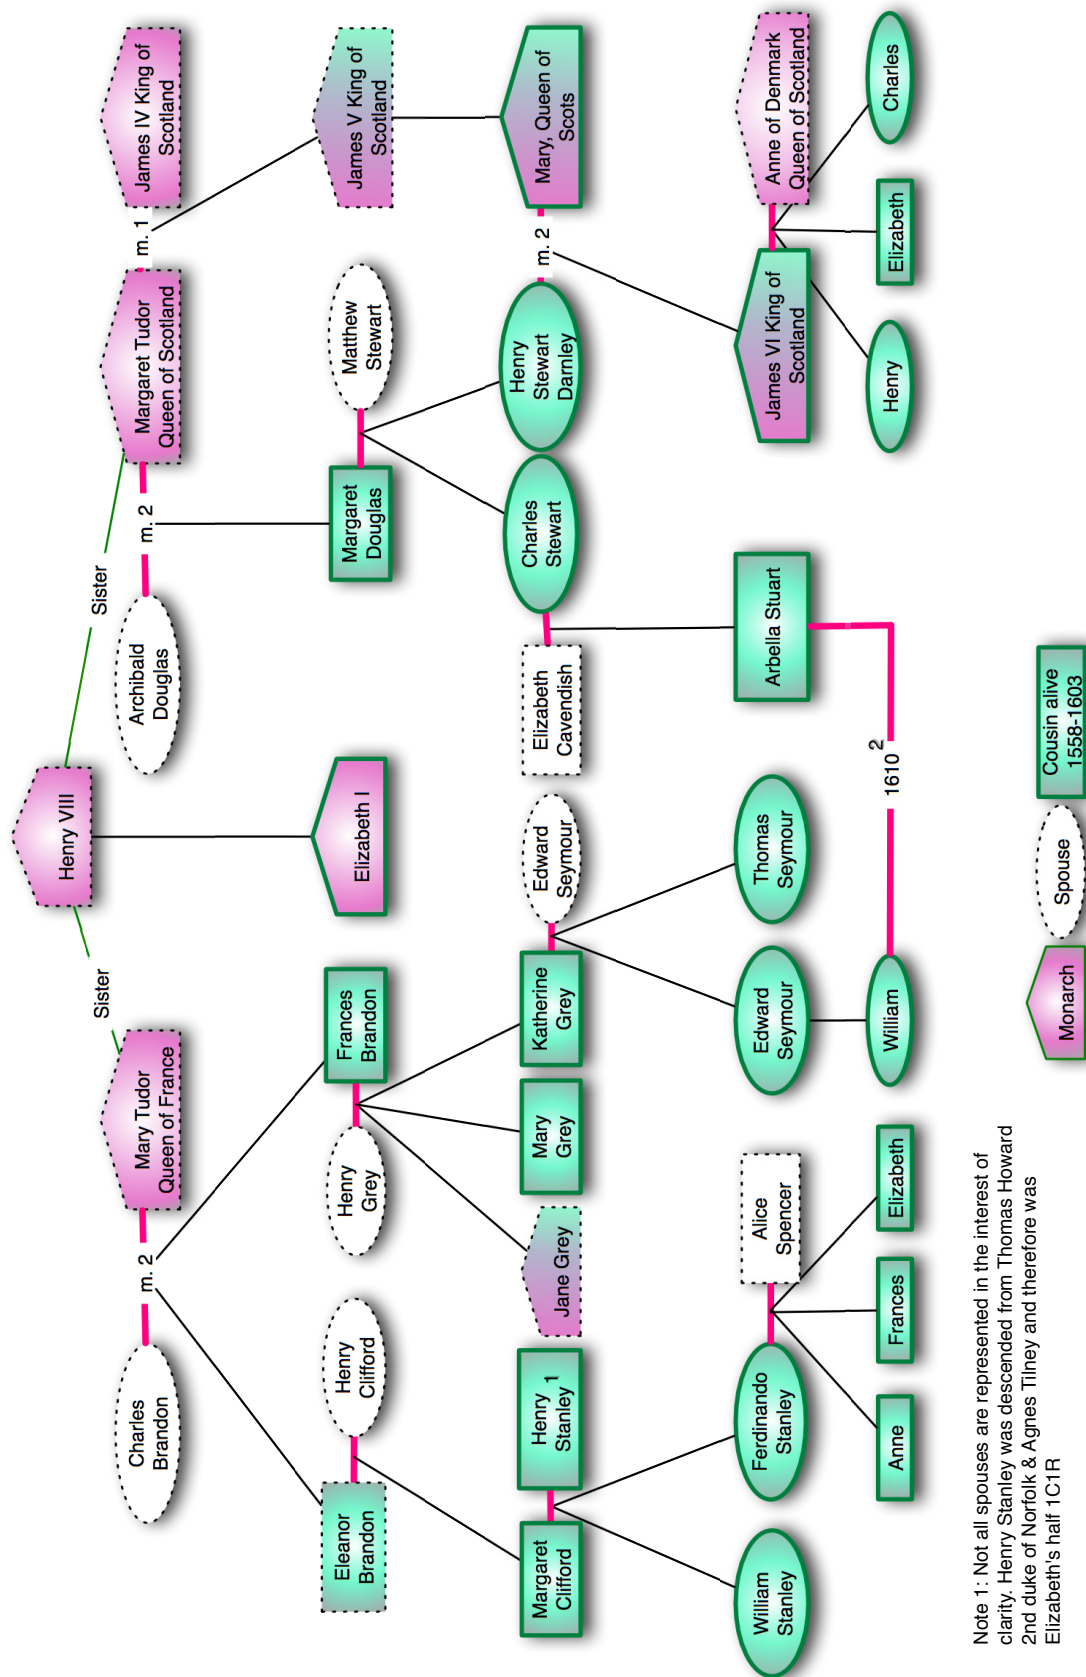 Henry VIII
Sister
Sister
Charles
Brandon
m. 2
Mary Tudor
Queen of France
Archibald
Douglas
m. 2
Margaret Tudor
Queen of Scotland
m. 1
James IV King of
Scotland
Eleanor
Brandon
Henry
Clifford
Henry
Grey
Frances
Brandon
Elizabeth I
Margaret
Douglas
Matthew
Stewart
James V King of
Scotland
Margaret
Clifford
Henry
Stanley 1
Jane Grey
Mary
Grey
Katherine
Grey
Edward
Seymour
Elizabeth
Cavendish
Charles
Stewart
Henry
Stewart
Darnley
m. 2
Mary, Queen of
Scots
William
Stanley
Ferdinando
Stanley
Alice
Spencer
Edward
Seymour
Thomas
Seymour
Arbella Stuart
James VI King of
Scotland
Anne of Denmark
Queen of Scotland
Anne
Frances
Elizabeth
William
1610 2
Henry
Elizabeth
Charles
Note 1: Not all spouses are represented in the interest of
clarity. Henry Stanley was descended from Thomas Howard
2nd duke of Norfolk & Agnes Tilney and therefore was
Elizabeth's half 1C1R
Monarch
Spouse
Cousin alive
1558-1603